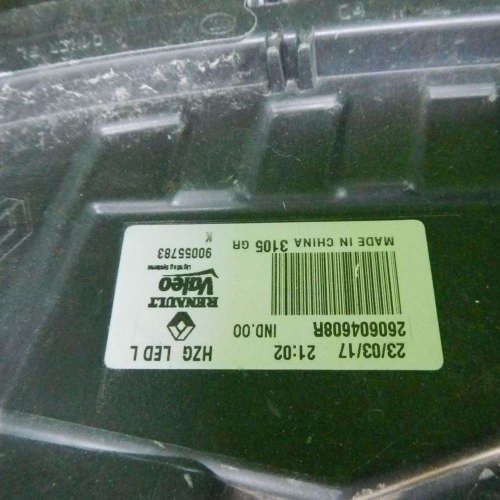 HZG LED L
23/03/17 21:02
260604608R IND.00
RENAULT
Valeo
Lighting Systems
90055783
K
MADE IN CHINA 3105 GR